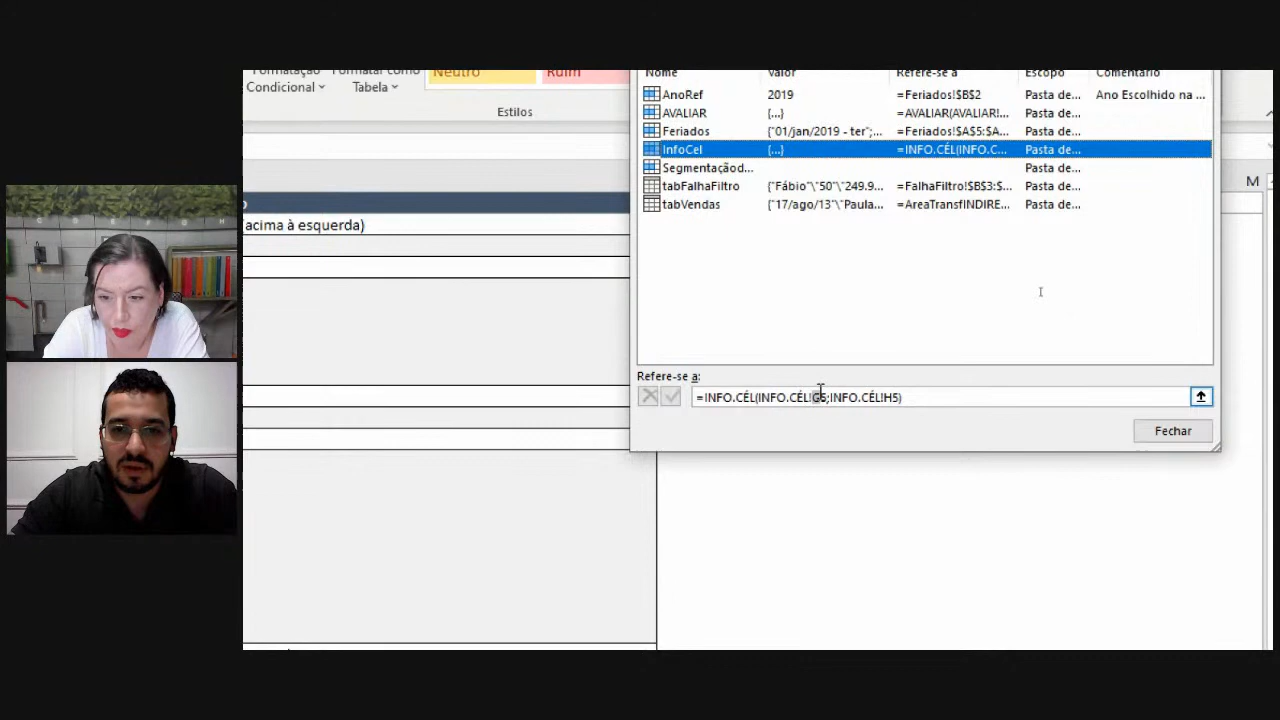 Formatação Formatar como
Condicional Tabela
Neutro Ruim
Estilos
(acima à esquerda)
Nome Valor Refere-se a Escopo Comentário
AnoRef 2019 =Feriados!$B$2 Pasta de... Ano Escolhido na ...
AVALIAR {...} =AVALIAR(AVALIAR!... Pasta de...
Feriados {"01/jan/2019 - ter";... =Feriados!$A$5:$A... Pasta de...
InfoCel {...} =INFO.CÉL(INFO.C... Pasta de...
Segmentaçãod... Pasta de...
tabFalhaFiltro {"Fábio"\"50"\"249.9... =FalhaFiltro!$B$3:$... Pasta de...
tabVendas {"17/ago/13"\"Paula... =AreaTransfINDIRE... Pasta de...
M
Refere-se a:
=INFO.CÉL(INFO.CÉL!G5;INFO.CÉL!H5)
Fechar